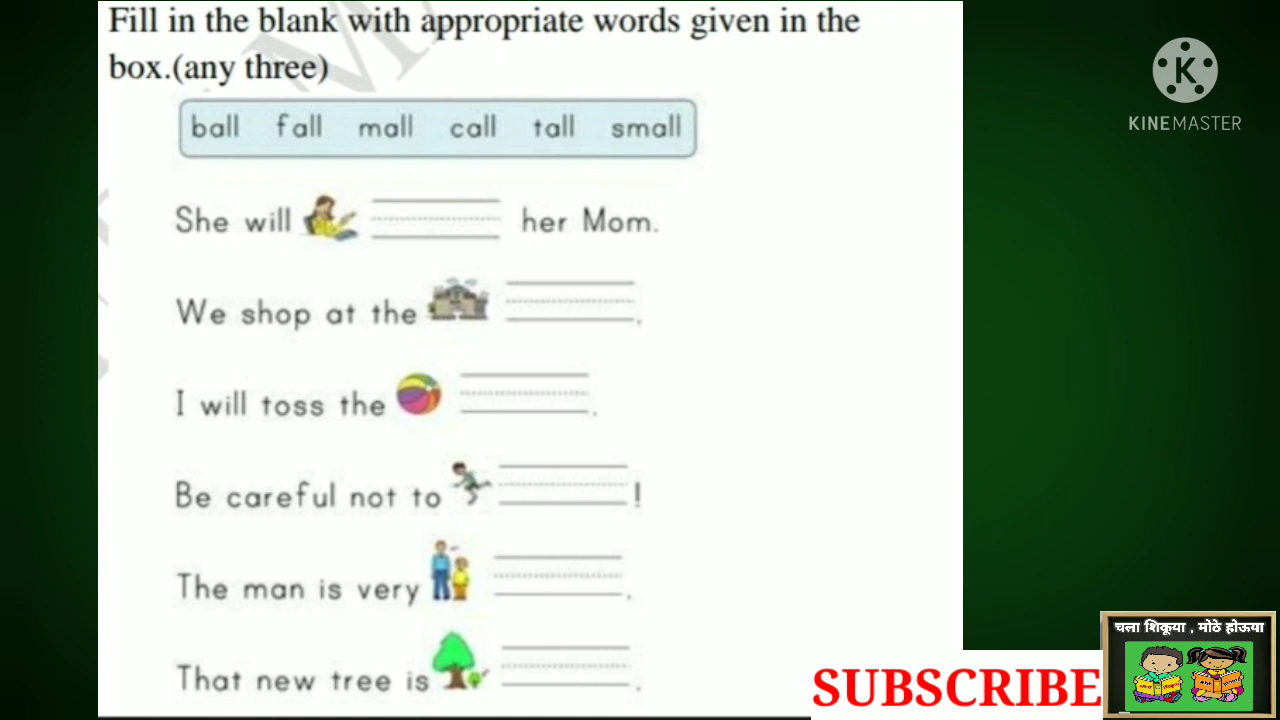 Fill in the blank with appropriate words given in the
box.(any three)
ball fall mall call tall small
She will her Mom.
We shop at the .
I will toss the .
Be careful not to !
The man is very .
That new tree is .
KINEMASTER
चला शिकूया , मोठे होऊया
SUBSCRIBE